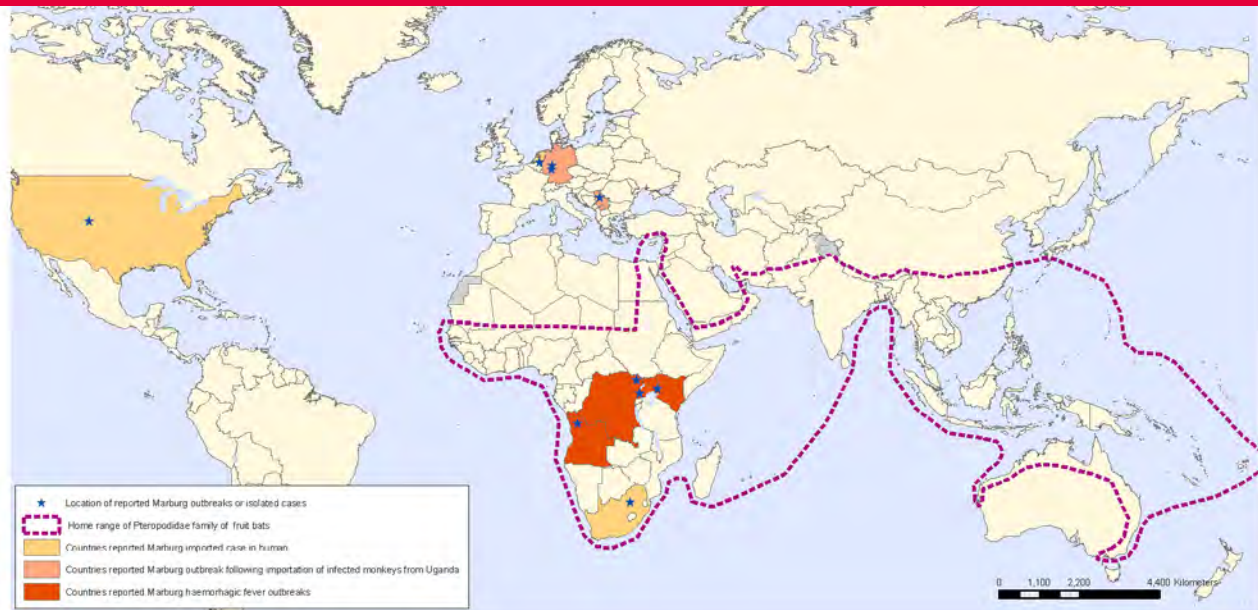 Location of reported Marburg outbreaks or isolated cases
Home range of Pteropodidae family of fruit bats
Countries reported Marburg imported case in human
Countries reported Marburg outbreak following importation of infected monkeys from Uganda
Countries reported Marburg haemorhagic fever outbreaks
0 1,100 2,200 4,400 Kilometers